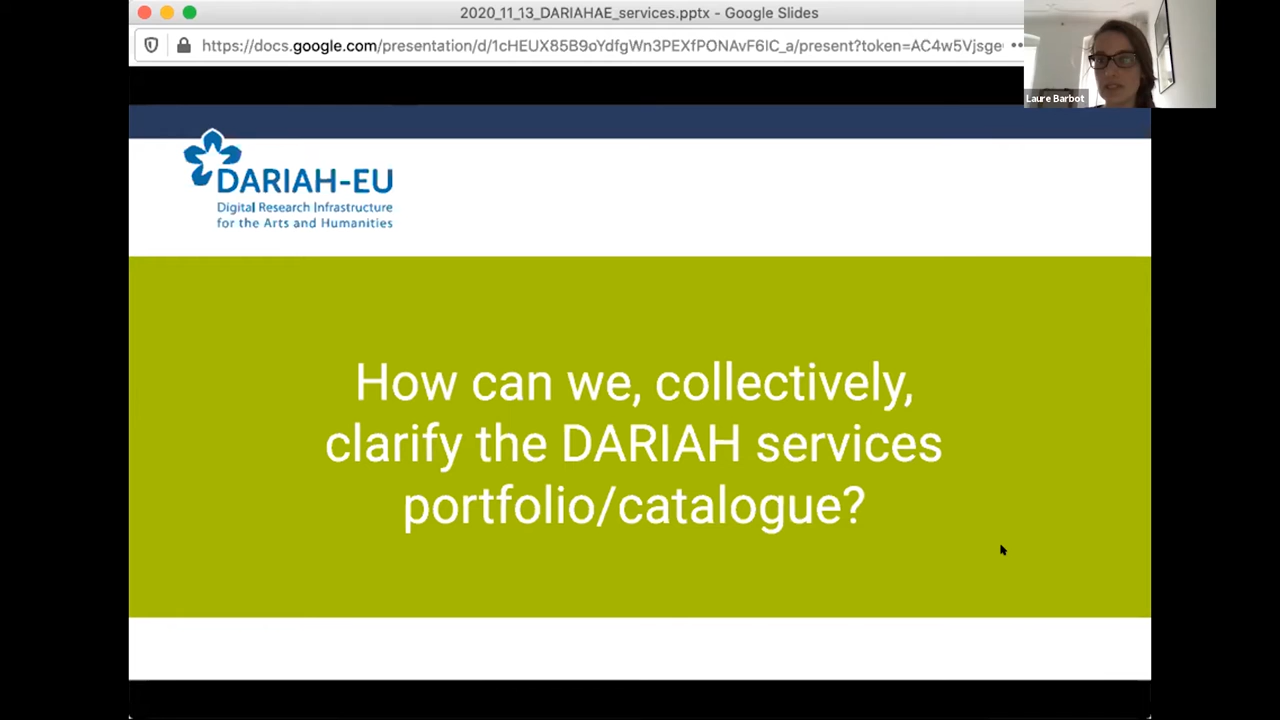 2020_11_13_DARIAHAE_services.pptx - Google Slides
https://docs.google.com/presentation/d/1cHEUX85B9oYdfgWn3PEXfPONAvF6IC_a/present?token=AC4w5Vjsge
Laure Barbot
DARIAH-EU
Digital Research Infrastructure
for the Arts and Humanities
How can we, collectively,
clarify the DARIAH services
portfolio/catalogue?